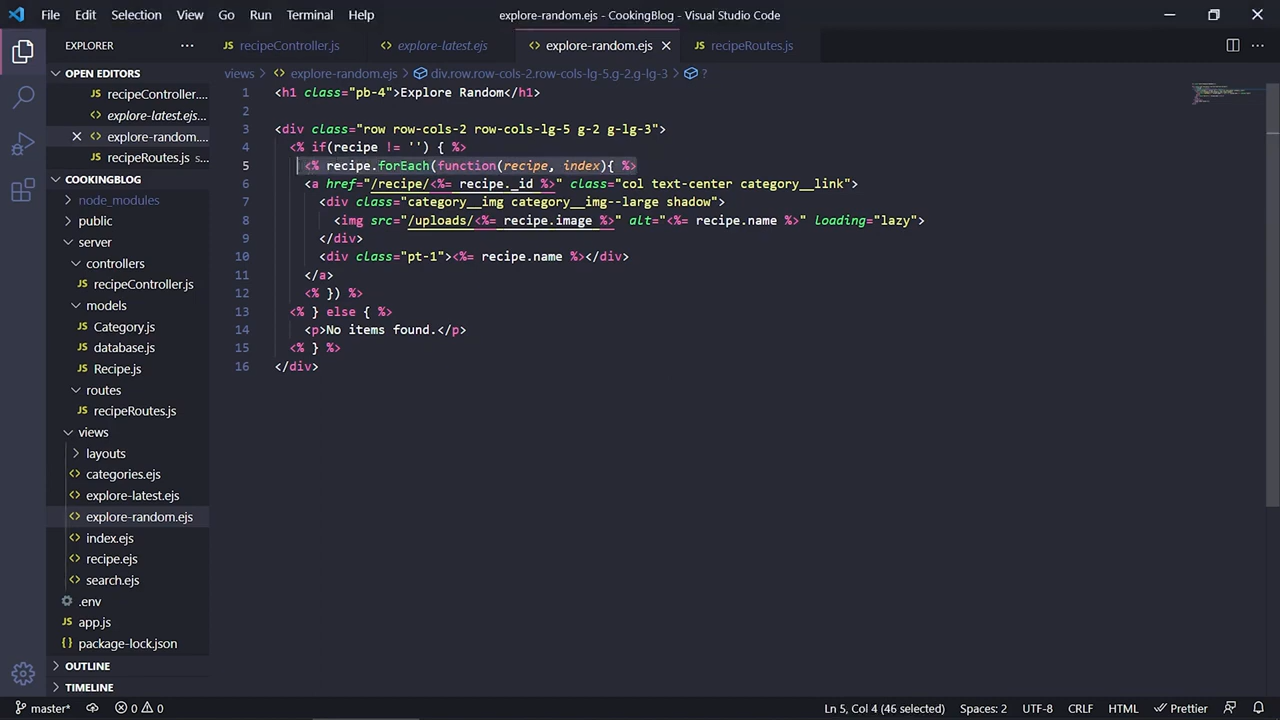 File Edit Selection View Go Run Terminal Help explore-random.ejs • CookingBlog - Visual Studio Code
EXPLORER ··· recipeController.js explore-latest.ejs explore-random.ejs recipeRoutes.js
OPEN EDITORS
recipeController....
explore-latest.ejs...
explore-random....
recipeRoutes.js s...
COOKINGBLOG
node_modules
public
server
controllers
recipeController.js
models
Category.js
database.js
Recipe.js
routes
recipeRoutes.js
views
layouts
categories.ejs
explore-latest.ejs
explore-random.ejs
index.ejs
recipe.ejs
search.ejs
.env
app.js
package-lock.json
OUTLINE
TIMELINE
views > explore-random.ejs > div.row.row-cols-2.row-cols-lg-5.g-2.g-lg-3 > ?
1 <h1 class="pb-4">Explore Random</h1>
2
3 <div class="row row-cols-2 row-cols-lg-5 g-2 g-lg-3">
4 <% if(recipe != '') { %>
5 <% recipe.forEach(function(recipe, index){ %>
6 <a href="/recipe/<%= recipe._id %>" class="col text-center category__link">
7 <div class="category__img category__img--large shadow">
8 <img src="/uploads/<%= recipe.image %>" alt="<%= recipe.name %>" loading="lazy">
9 </div>
10 <div class="pt-1"><%= recipe.name %></div>
11 </a>
12 <% }) %>
13 <% } else { %>
14 <p>No items found.</p>
15 <% } %>
16 </div>
master* 0 0 Ln 5, Col 4 (46 selected) Spaces: 2 UTF-8 CRLF HTML Prettier